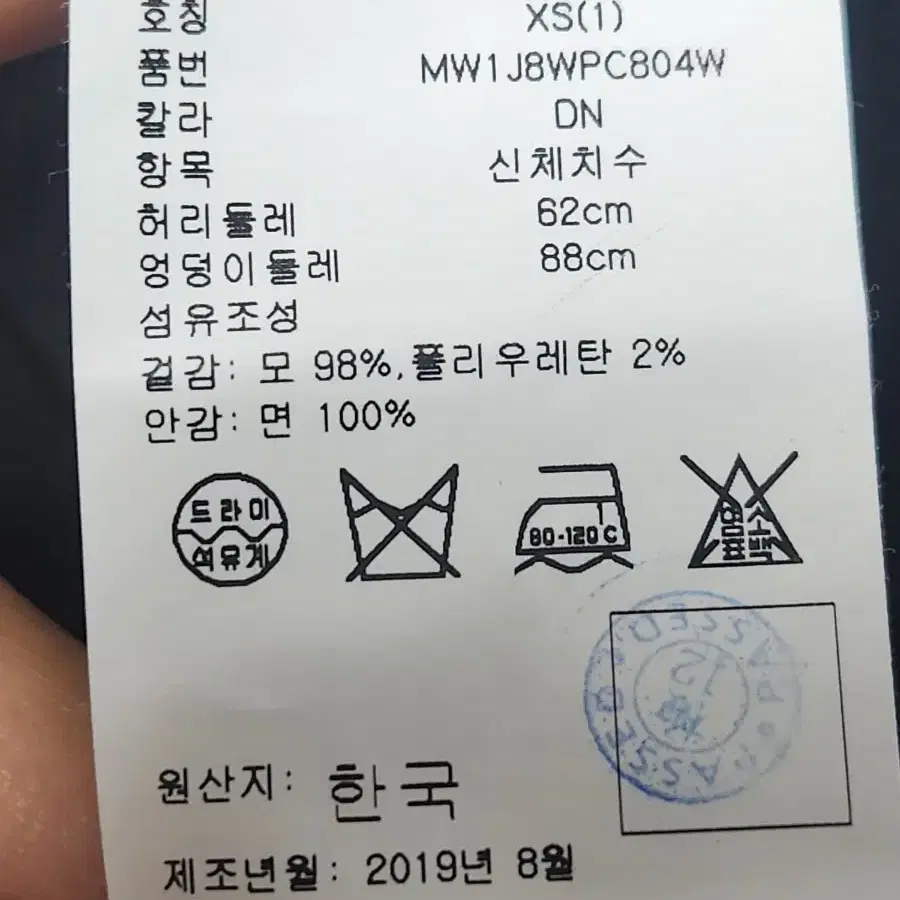 호칭 XS(1)
품번 MW1J8WPC804W
칼라 DN
항목 신체치수
허리둘레 62cm
엉덩이둘레 88cm
섬유조성
겉감: 모 98%,폴리우레탄 2%
안감: 면 100%
드라이
석유계
80-120℃
염소
표백
PASSED PASSED
12
원산지: 한국
제조년월: 2019년 8월